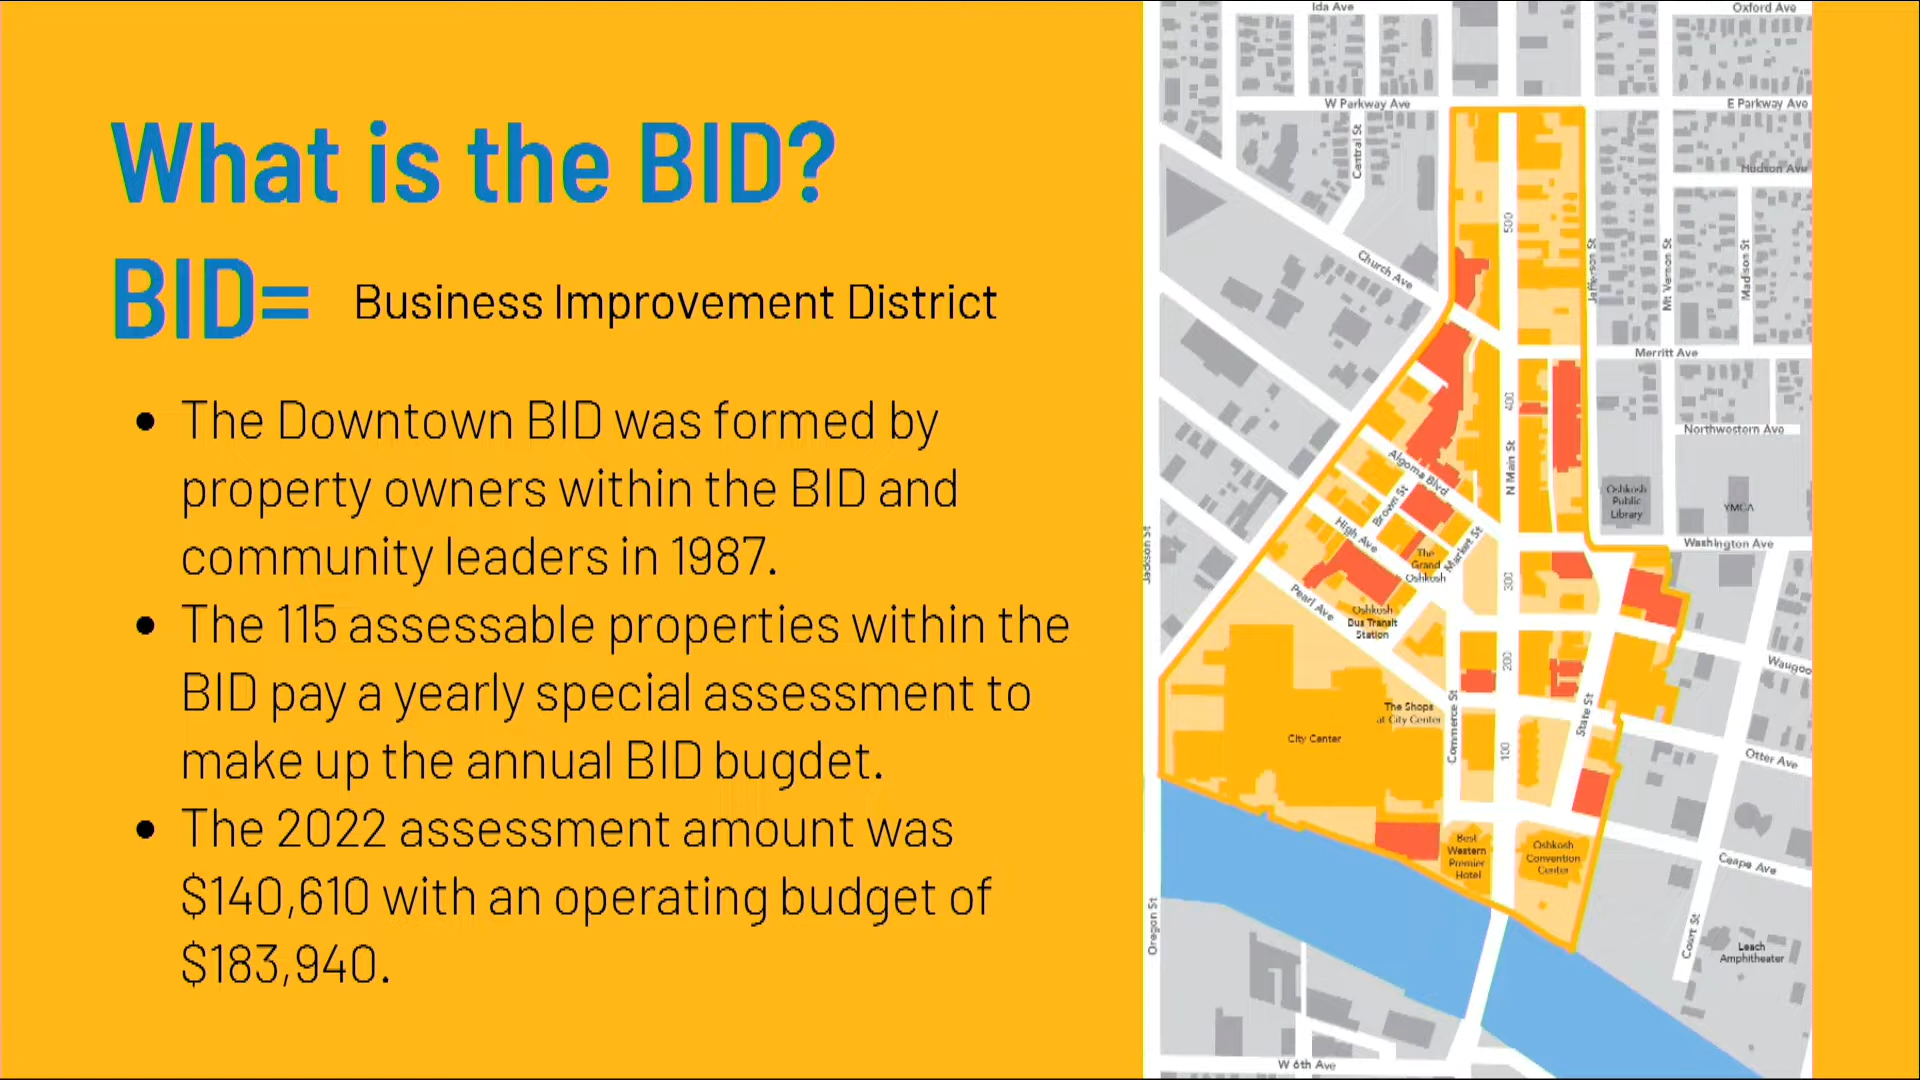 What is the BID?
BID= Business Improvement District
• The Downtown BID was formed by
property owners within the BID and
community leaders in 1987.
• The 115 assessable properties within the
BID pay a yearly special assessment to
make up the annual BID bugdet.
• The 2022 assessment amount was
$140,610 with an operating budget of
$183,940.
Ida Ave
Oxford Ave
W Parkway Ave
E Parkway Ave
Central St
Hudson Ave
500
Church Ave
Jefferson St
Mt Vernon St
Madison St
Merritt Ave
400
Northwestern Ave
N Main St
Algoma Blvd
Brown St
Oshkosh
Public
Library
YMCA
High Ave
Market St
Washington Ave
Jackson St
The
Grand
Oshkosh
300
Pearl Ave
Oshkosh
Bus Transit
Station
200
Waugoo
The Shops
at City Center
Commerce St
State St
City Center
100
Otter Ave
Best
Western
Premier
Hotel
Oshkosh
Convention
Center
Ceape Ave
Oregon St
Court St
Leach
Amphitheater
W 6th Ave